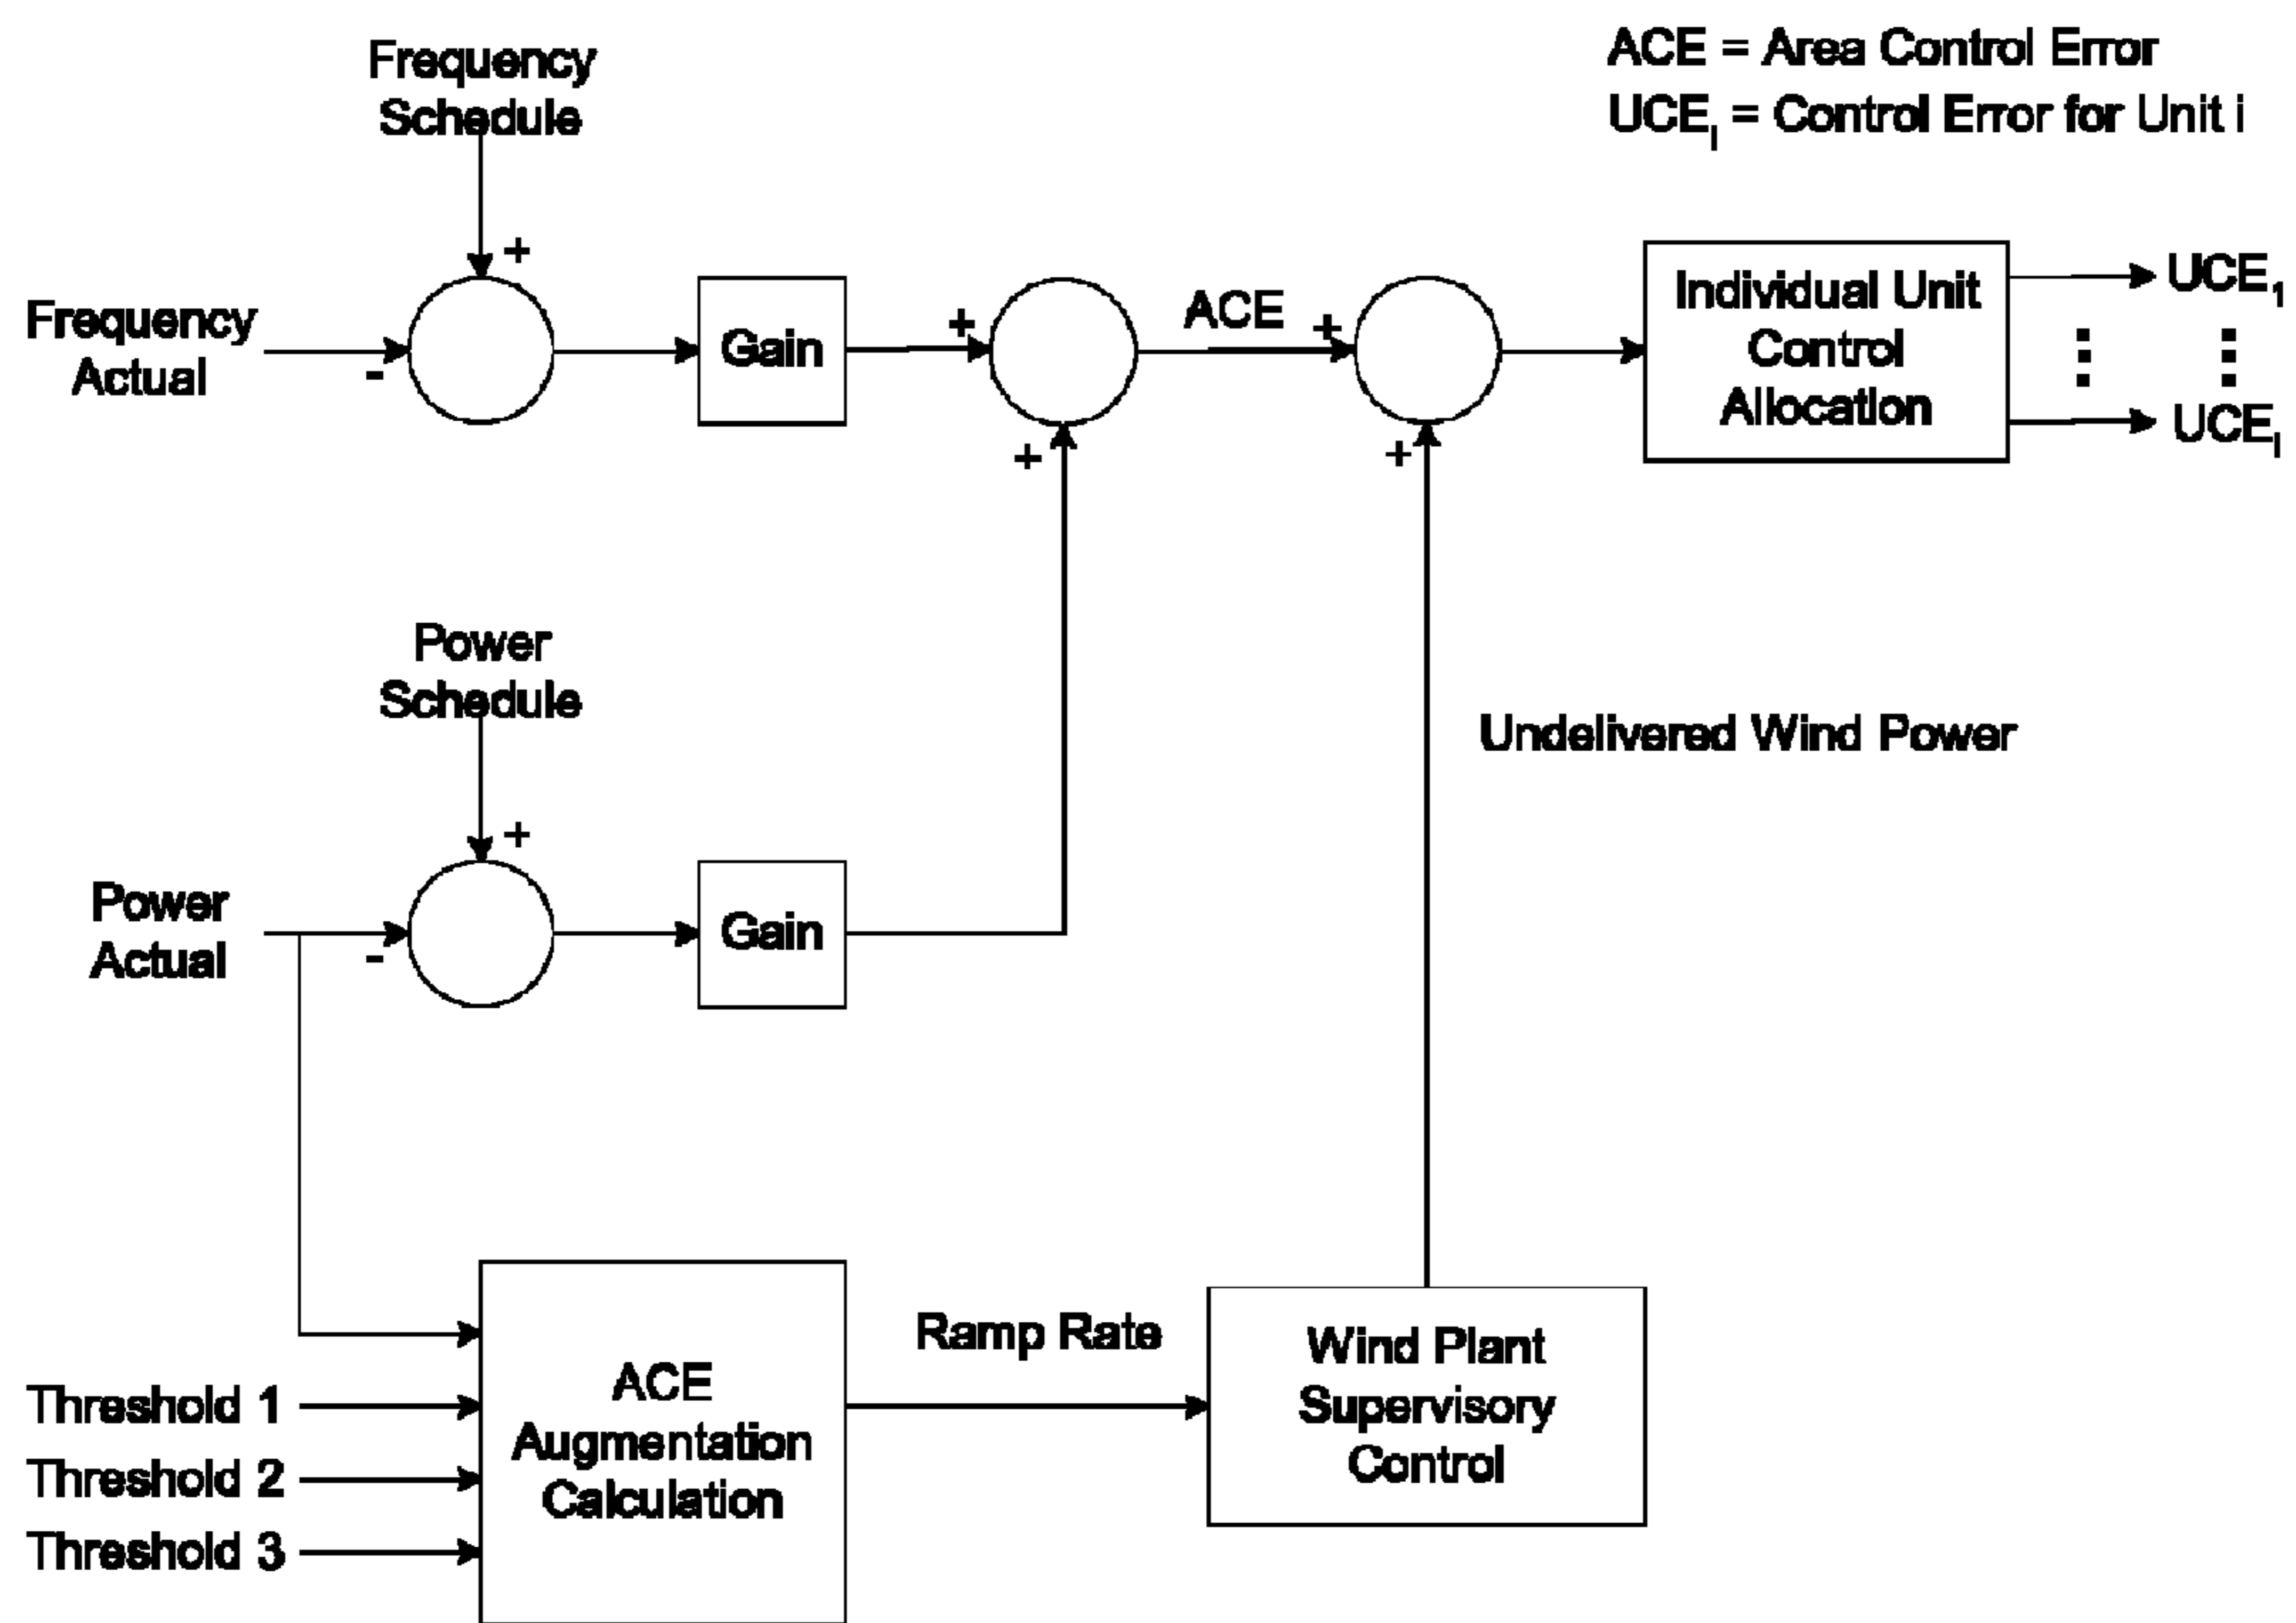 Frequency
Schedule
ACE = Area Control Error
UCEI = Control Error for Unit i
+
Frequency
Actual
-
Gain
+
+
ACE
+
+
Individual Unit
Control
Allocation
UCE1
UCEI
Power
Schedule
Undelivered Wind Power
+
Power
Actual
-
Gain
Ramp Rate
ACE
Augmentation
Calculation
Wind Plant
Supervisory
Control
Threshold 1
Threshold 2
Threshold 3